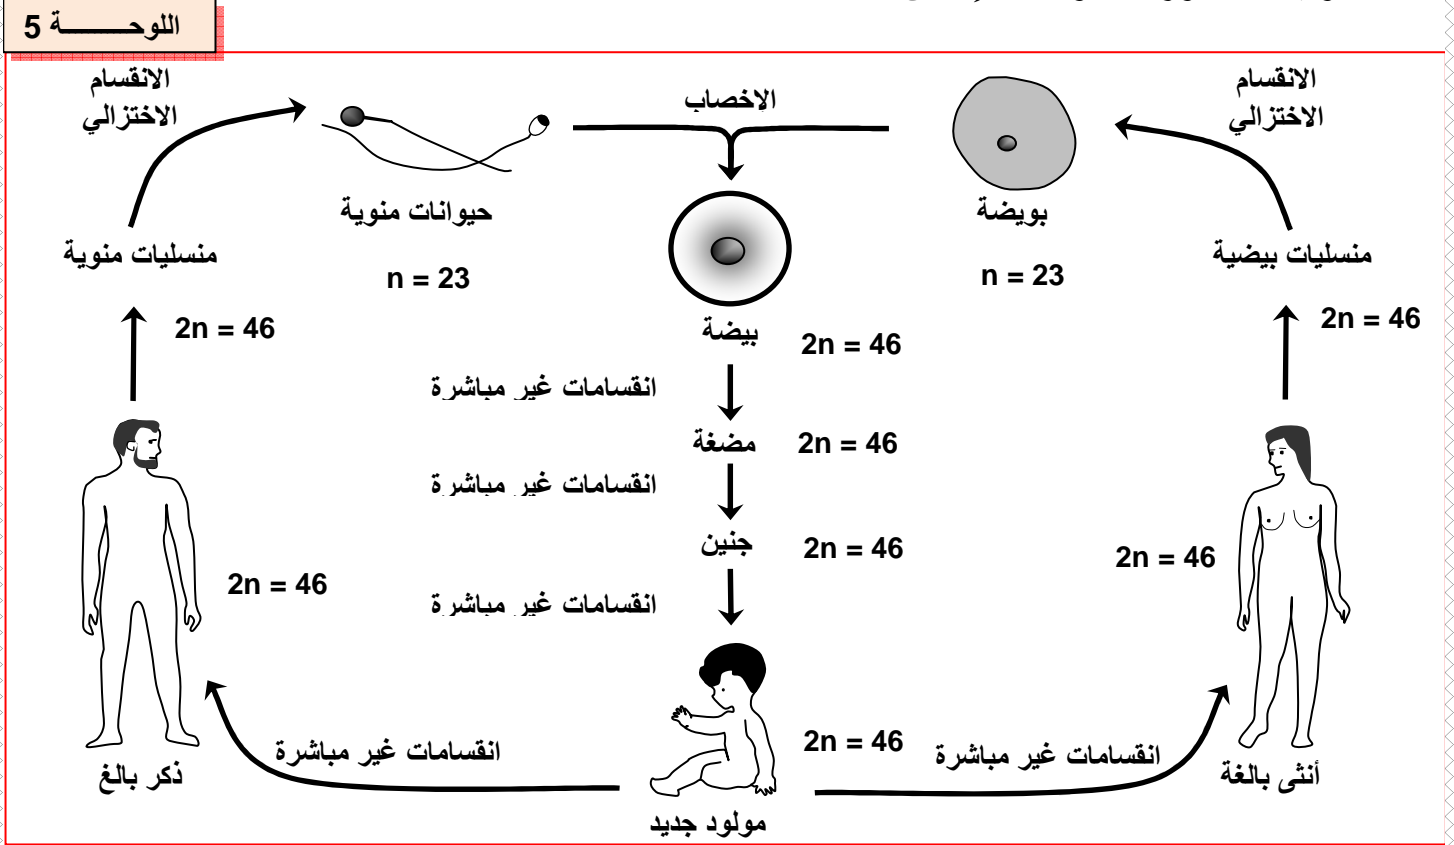 اللوحـــــــــة 5
الانقسام
الاختزالي
الاخصاب
الانقسام
الاختزالي
بويضة
حيوانات منوية
منسليات بيضية
منسليات منوية
n = 23
n = 23
2n = 46
2n = 46
بيضة
2n = 46
انقسامات غير مباشرة
مضغة
2n = 46
انقسامات غير مباشرة
جنين
2n = 46
2n = 46
2n = 46
انقسامات غير مباشرة
2n = 46
انقسامات غير مباشرة
انقسامات غير مباشرة
أنثى بالغة
ذكر بالغ
مولود جديد